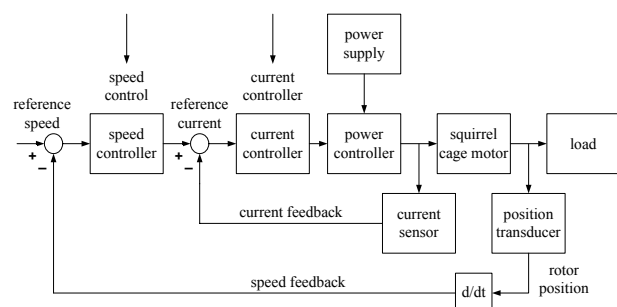 power
supply
speed
control
current
controller
reference
speed
reference
current
speed
controller
current
controller
power
controller
squirrel
cage motor
load
+
−
+
−
current feedback
current
sensor
position
transducer
speed feedback
d/dt
rotor
position